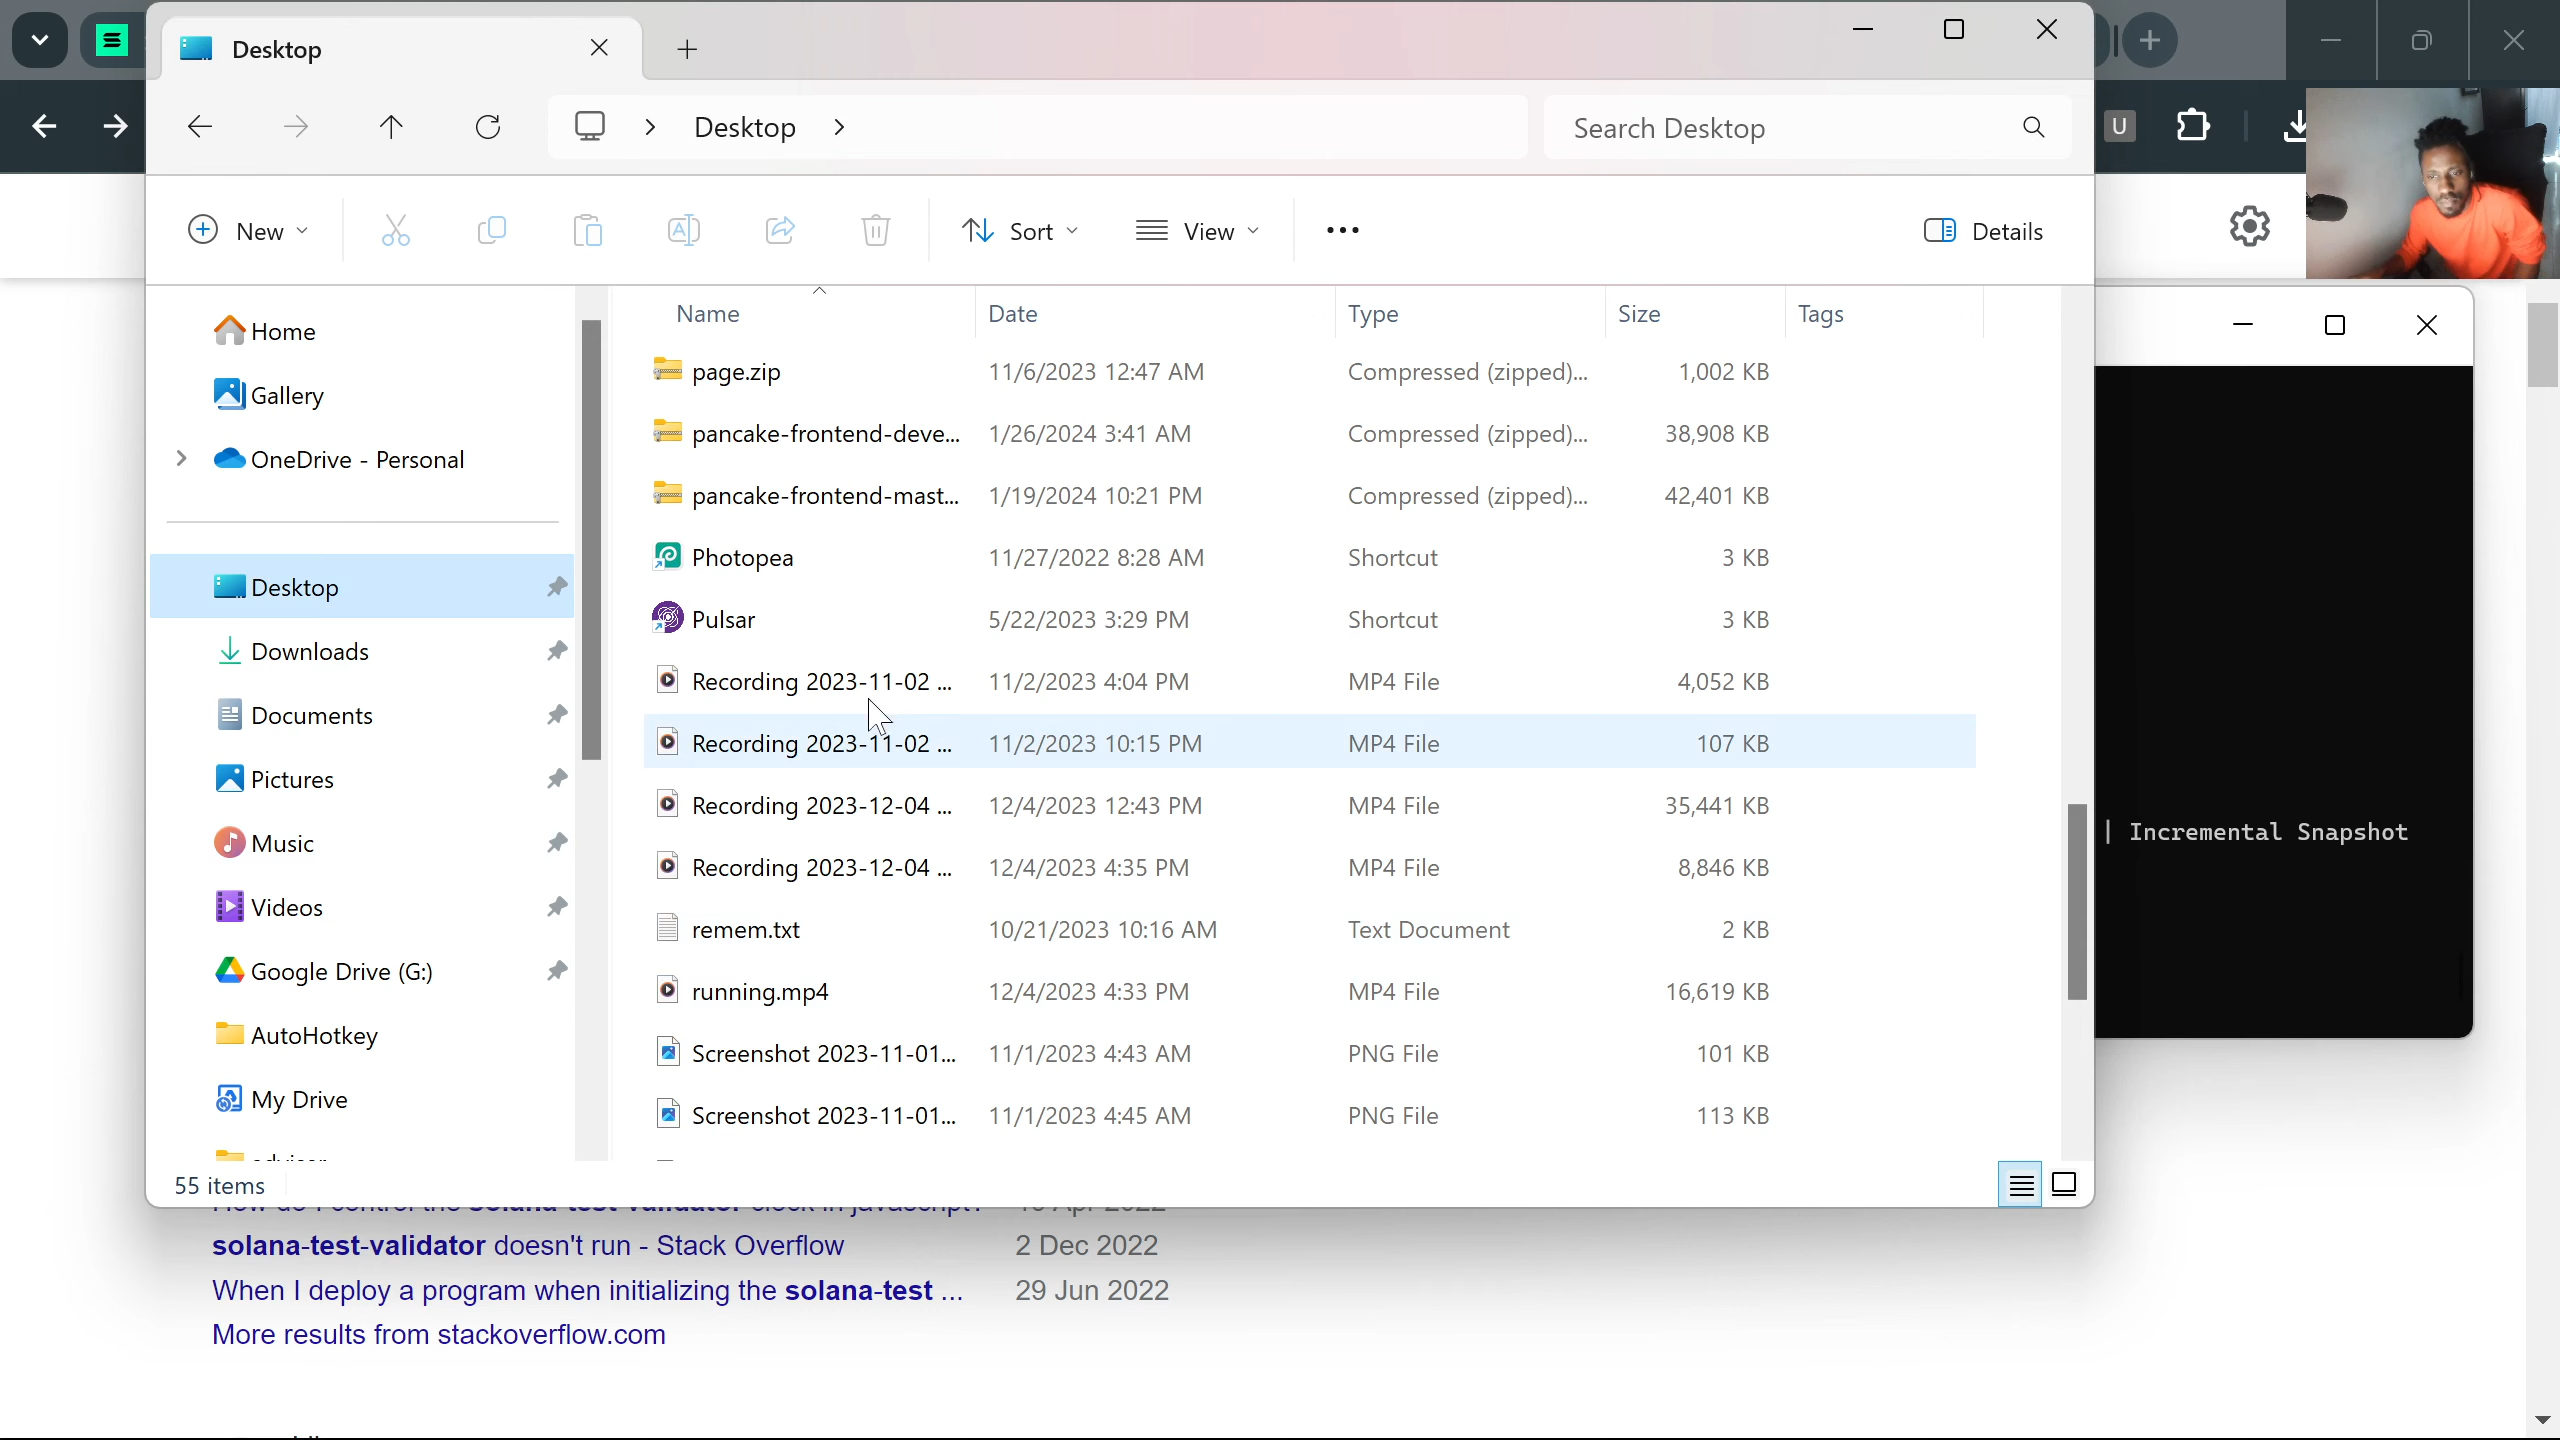 Desktop
Desktop
Search Desktop
U
New
Sort
View
Details
Home
Gallery
OneDrive - Personal
Desktop
Downloads
Documents
Pictures
Music
Videos
Google Drive (G:)
AutoHotkey
My Drive
Name Date Type Size Tags
page.zip 11/6/2023 12:47 AM Compressed (zipped)... 1,002 KB
pancake-frontend-deve... 1/26/2024 3:41 AM Compressed (zipped)... 38,908 KB
pancake-frontend-mast... 1/19/2024 10:21 PM Compressed (zipped)... 42,401 KB
Photopea 11/27/2022 8:28 AM Shortcut 3 KB
Pulsar 5/22/2023 3:29 PM Shortcut 3 KB
Recording 2023-11-02 ... 11/2/2023 4:04 PM MP4 File 4,052 KB
Recording 2023-11-02 ... 11/2/2023 10:15 PM MP4 File 107 KB
Recording 2023-12-04 ... 12/4/2023 12:43 PM MP4 File 35,441 KB
Recording 2023-12-04 ... 12/4/2023 4:35 PM MP4 File 8,846 KB
remem.txt 10/21/2023 10:16 AM Text Document 2 KB
running.mp4 12/4/2023 4:33 PM MP4 File 16,619 KB
Screenshot 2023-11-01... 11/1/2023 4:43 AM PNG File 101 KB
Screenshot 2023-11-01... 11/1/2023 4:45 AM PNG File 113 KB
55 items
| Incremental Snapshot
solana-test-validator doesn't run - Stack Overflow 2 Dec 2022
When I deploy a program when initializing the solana-test ... 29 Jun 2022
More results from stackoverflow.com